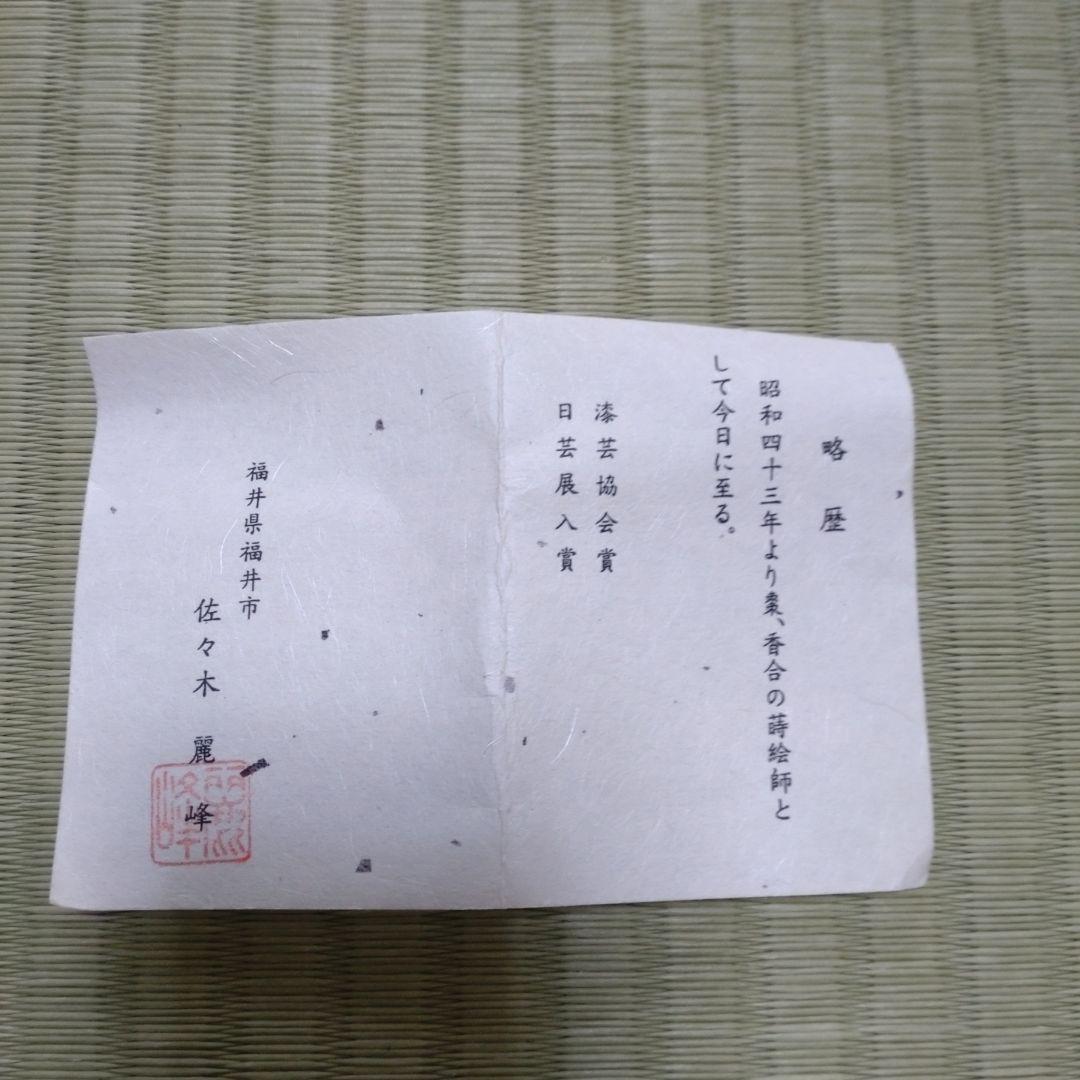 略歴
昭和四十三年より棗、香合の蒔絵師と
して今日に至る。
漆芸協会賞
日芸展入賞
福井県福井市
佐々木麗峰
麗峰